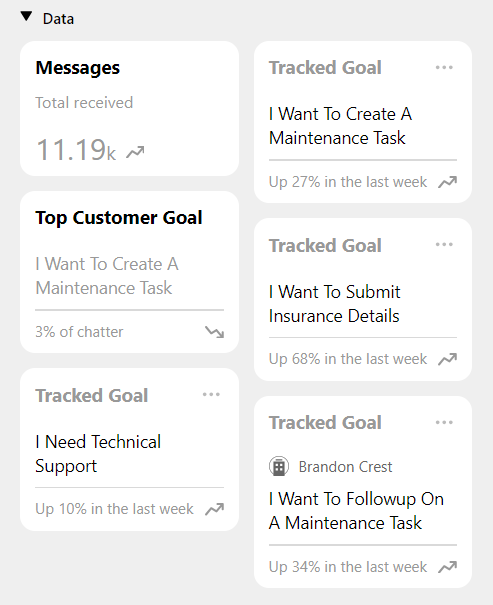 Data
Messages
Total received
11.19k
Top Customer Goal
I Want To Create A
Maintenance Task
3% of chatter
Tracked Goal
I Need Technical
Support
Up 10% in the last week
Tracked Goal
I Want To Create A
Maintenance Task
Up 27% in the last week
Tracked Goal
I Want To Submit
Insurance Details
Up 68% in the last week
Tracked Goal
Brandon Crest
I Want To Followup On
A Maintenance Task
Up 34% in the last week